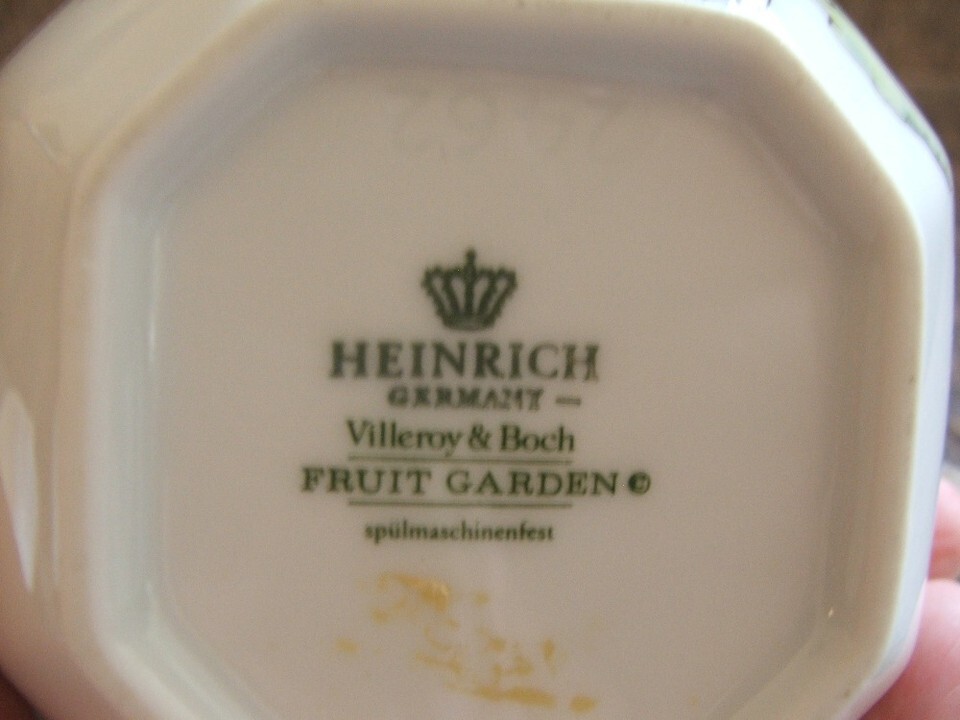 HEINRICH
GERMANY —
Villeroy & Boch
FRUIT GARDEN ©
spülmaschinenfest